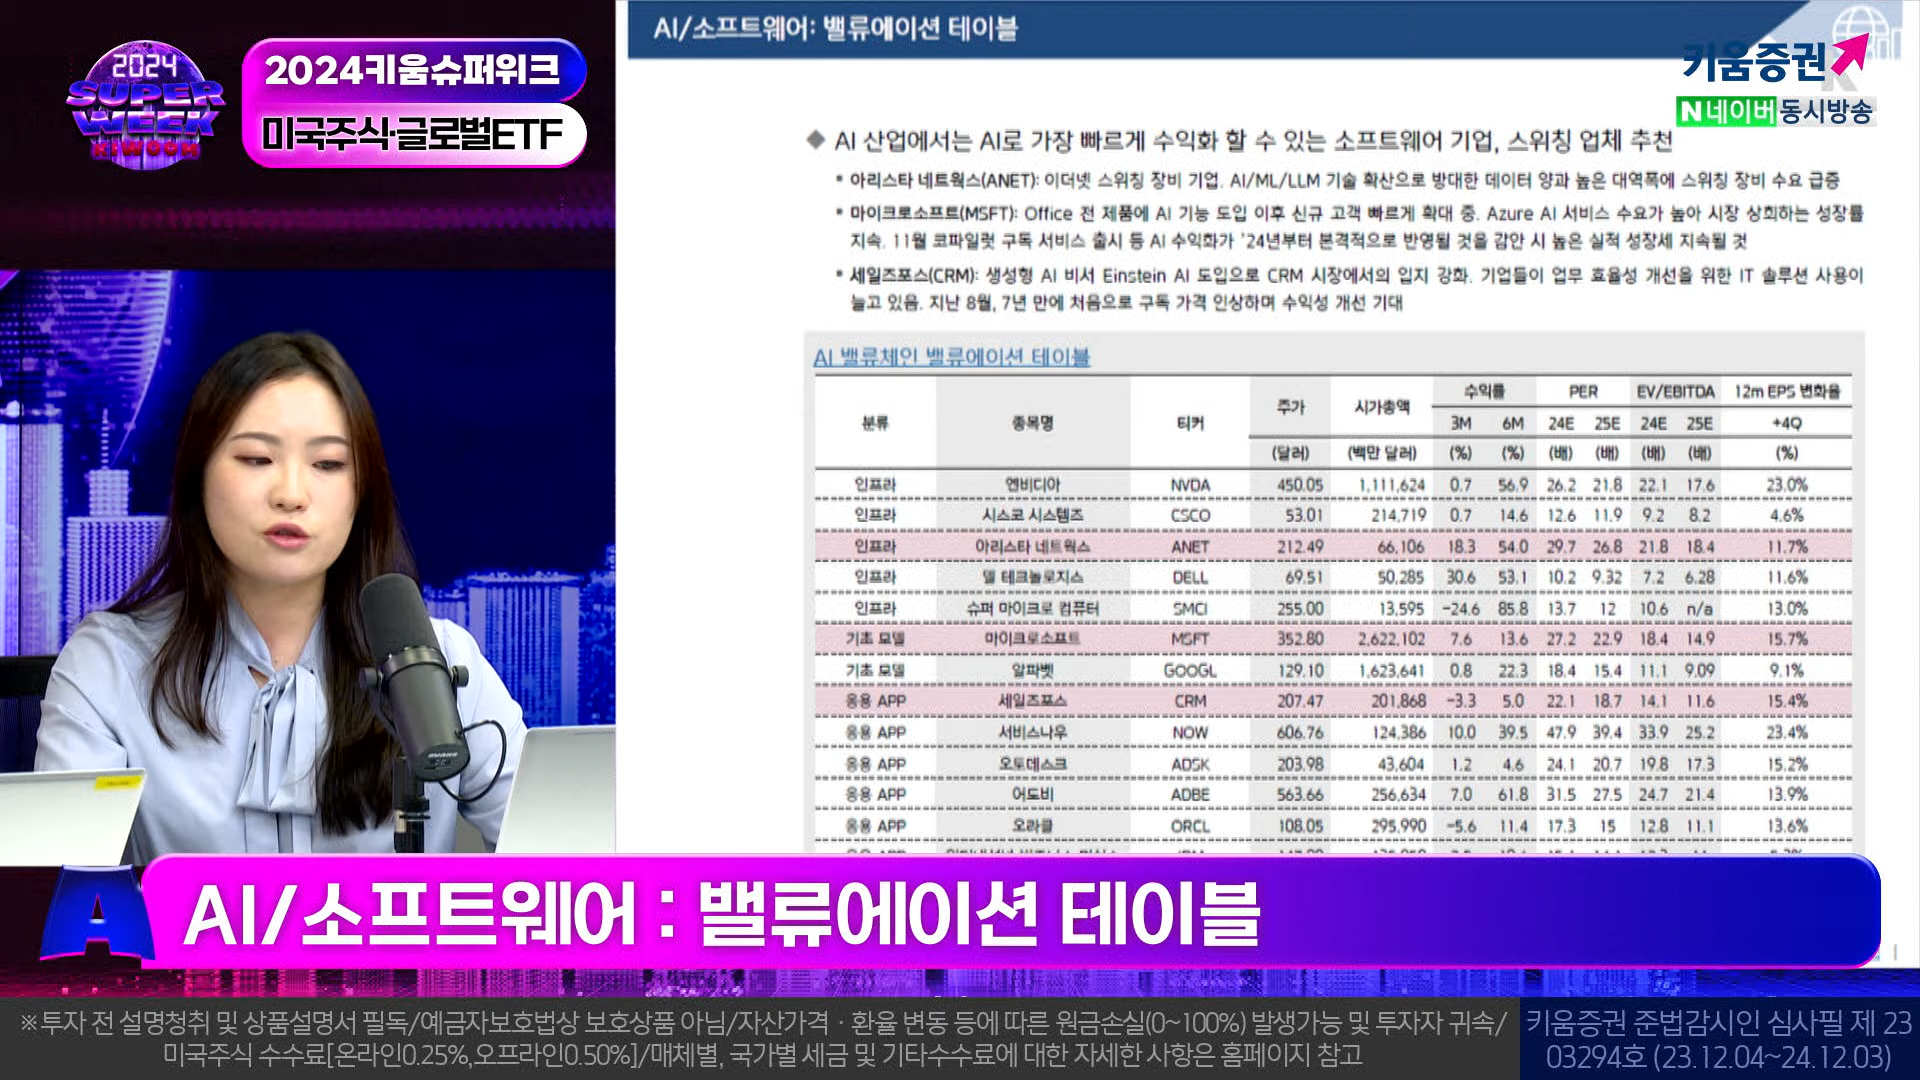 2024
SUPER
WEEK
KIWOOM
2024키움슈퍼위크
미국주식·글로벌ETF
AI/소프트웨어: 밸류에이션 테이블
키움증권
N 네이버 동시방송
◆ AI 산업에서는 AI로 가장 빠르게 수익화 할 수 있는 소프트웨어 기업, 스위칭 업체 추천
▪ 아리스타 네트웍스(ANET): 이더넷 스위칭 장비 기업. AI/ML/LLM 기술 확산으로 방대한 데이터 양과 높은 대역폭에 스위칭 장비 수요 급증
▪ 마이크로소프트(MSFT): Office 전 제품에 AI 기능 도입 이후 신규 고객 빠르게 확대 중. Azure AI 서비스 수요가 높아 시장 상회하는 성장률
지속. 11월 코파일럿 구독 서비스 출시 등 AI 수익화가 '24년부터 본격적으로 반영될 것을 감안 시 높은 실적 성장세 지속될 것
▪ 세일즈포스(CRM): 생성형 AI 비서 Einstein AI 도입으로 CRM 시장에서의 입지 강화. 기업들이 업무 효율성 개선을 위한 IT 솔루션 사용이
늘고 있음. 지난 8월, 7년 만에 처음으로 구독 가격 인상하며 수익성 개선 기대
AI 밸류체인 밸류에이션 테이블
분류 종목명 티커 주가 시가총액 수익률 PER EV/EBITDA 12m EPS 변화율
3M 6M 24E 25E 24E 25E +4Q
(달러) (백만 달러) (%) (%) (배) (배) (배) (배) (%)
인프라 엔비디아 NVDA 450.05 1,111,624 0.7 56.9 26.2 21.8 22.1 17.6 23.0%
인프라 시스코 시스템즈 CSCO 53.01 214,719 0.7 14.6 12.6 11.9 9.2 8.2 4.6%
인프라 아리스타 네트웍스 ANET 212.49 66,106 18.3 54.0 29.7 26.8 21.8 18.4 11.7%
인프라 델 테크놀로지스 DELL 69.51 50,285 30.6 53.1 10.2 9.32 7.2 6.28 11.6%
인프라 슈퍼 마이크로 컴퓨터 SMCI 255.00 13,595 -24.6 85.8 13.7 12 10.6 n/a 13.0%
기초 모델 마이크로소프트 MSFT 352.80 2,622,102 7.6 13.6 27.2 22.9 18.4 14.9 15.7%
기초 모델 알파벳 GOOGL 129.10 1,623,641 0.8 22.3 18.4 15.4 11.1 9.09 9.1%
응용 APP 세일즈포스 CRM 207.47 201,868 -3.3 5.0 22.1 18.7 14.1 11.6 15.4%
응용 APP 서비스나우 NOW 606.76 124,386 10.0 39.5 47.9 39.4 33.9 25.2 23.4%
응용 APP 오토데스크 ADSK 203.98 43,604 1.2 4.6 24.1 20.7 19.8 17.3 15.2%
응용 APP 어도비 ADBE 563.66 256,634 7.0 61.8 31.5 27.5 24.7 21.4 13.9%
응용 APP 오라클 ORCL 108.05 295,990 -5.6 11.4 17.3 15 12.8 11.1 13.6%
AI/소프트웨어 : 밸류에이션 테이블
※투자 전 설명청취 및 상품설명서 필독/예금자보호법상 보호상품 아님/자산가격·환율 변동 등에 따른 원금손실(0~100%) 발생가능 및 투자자 귀속/
미국주식 수수료[온라인0.25%,오프라인0.50%]/매체별, 국가별 세금 및 기타수수료에 대한 자세한 사항은 홈페이지 참고
키움증권 준법감시인 심사필 제 23
03294호 (23.12.04~24.12.03)